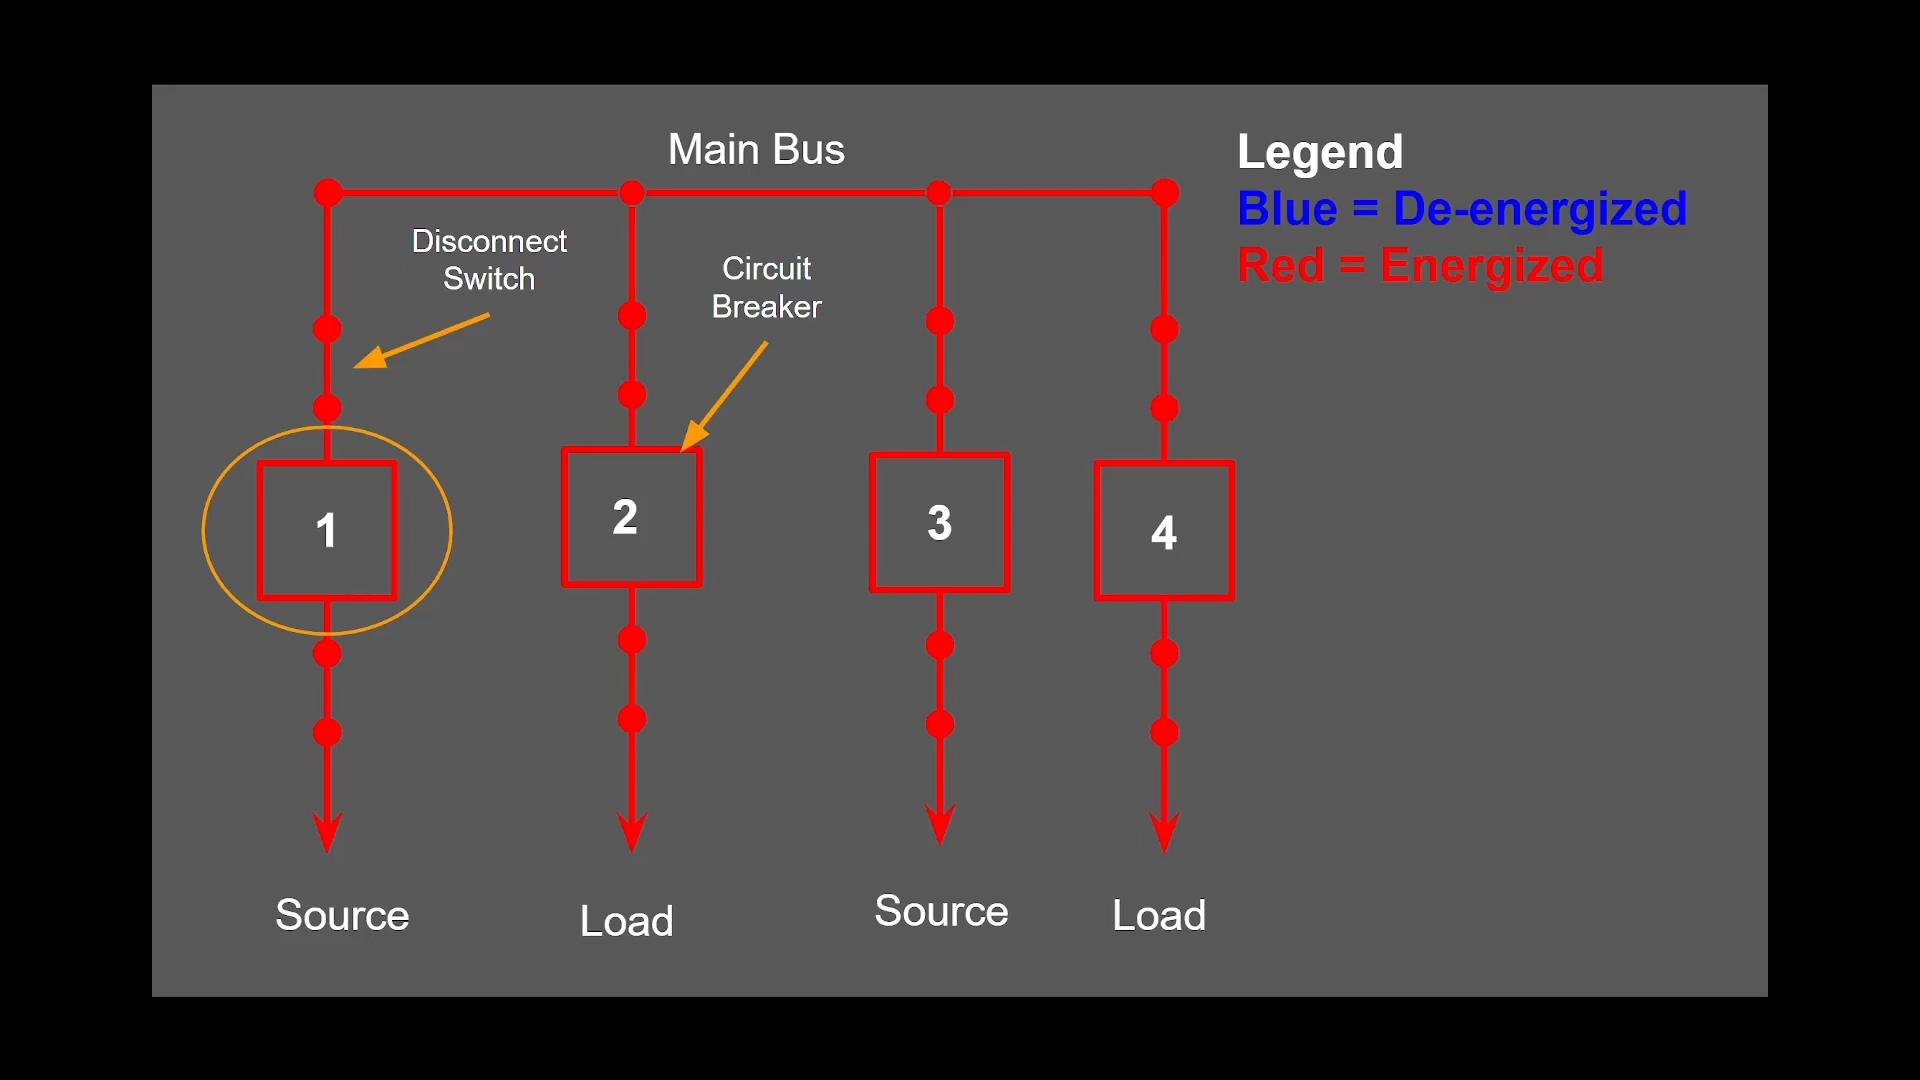 Main Bus
Legend
Blue = De-energized
Red = Energized
Disconnect
Switch
Circuit
Breaker
1
2
3
4
Source
Load
Source
Load